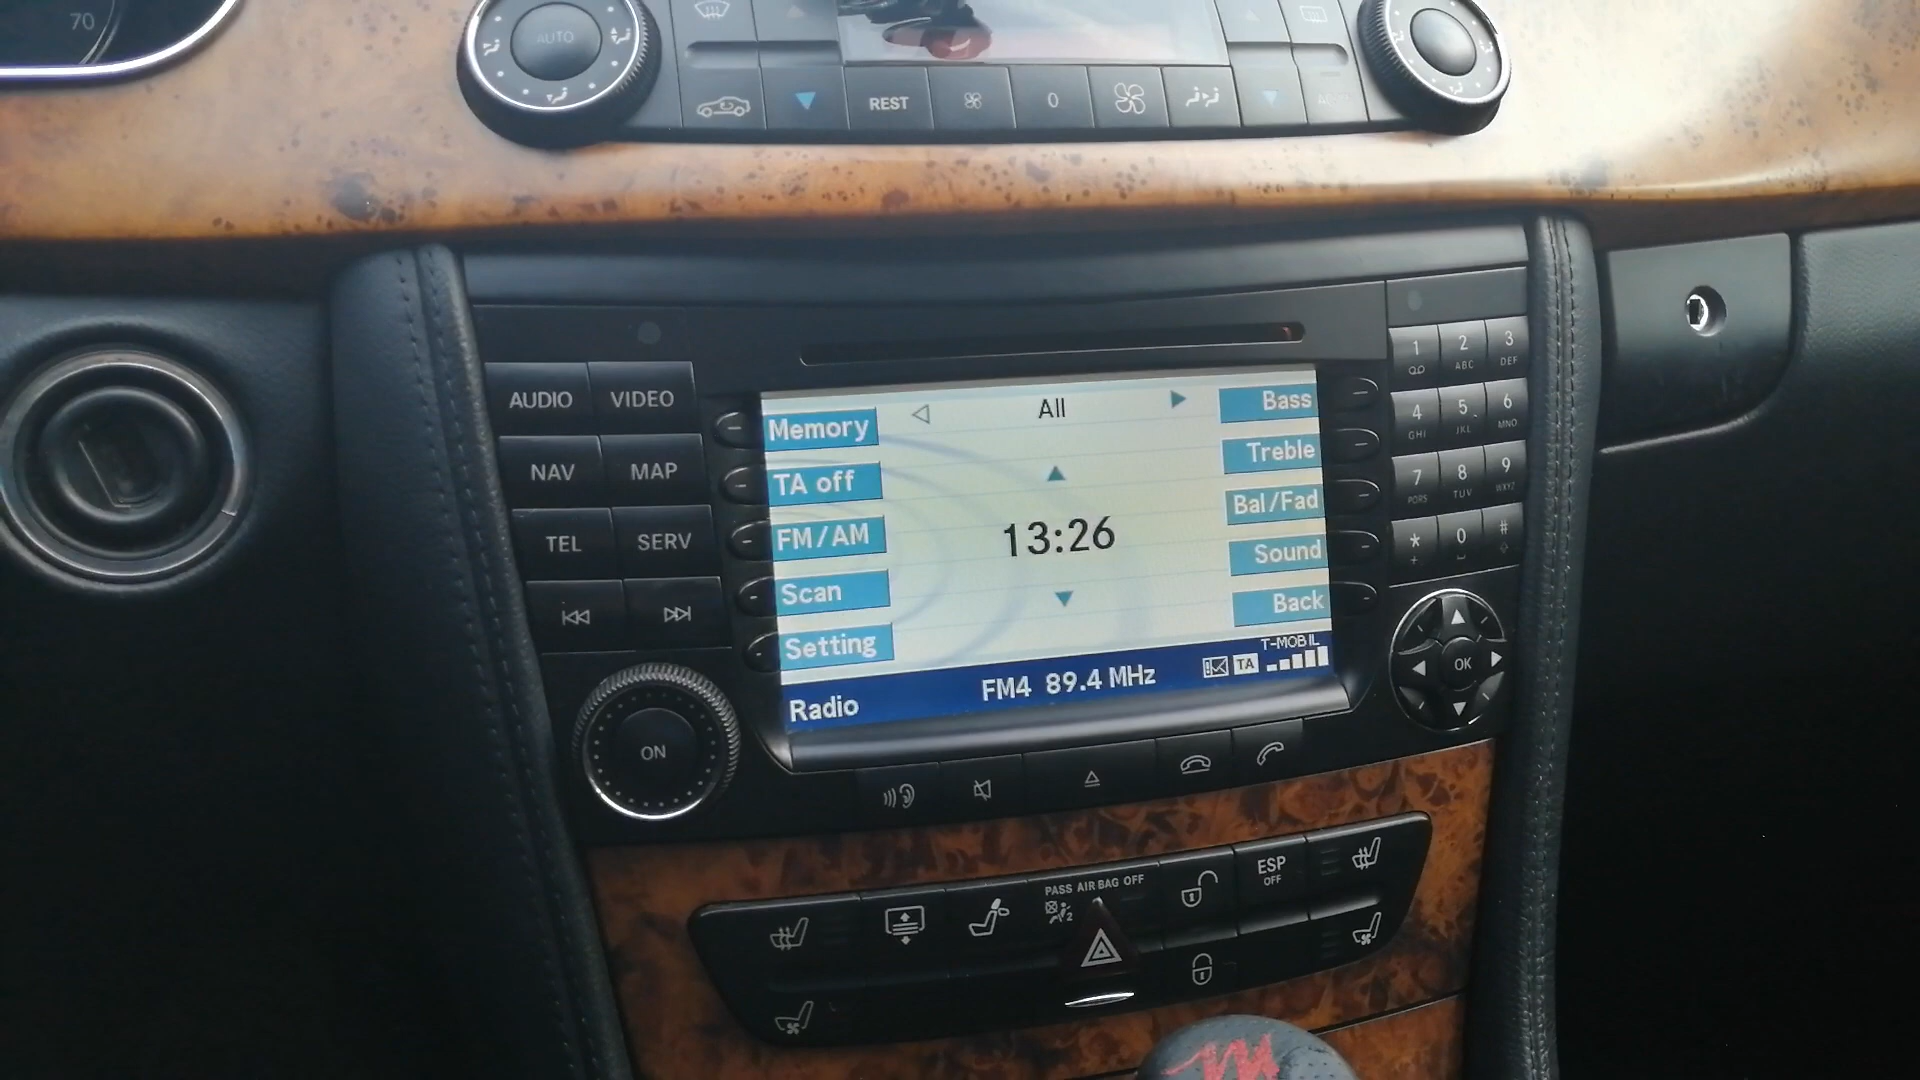 70
AUTO
REST
0
AUDIO VIDEO
NAV MAP
TEL SERV
ON
Memory
TA off
FM/AM
Scan
Setting
All
13:26
Bass
Treble
Bal/Fad
Sound
Back
T-MOBIL
Radio FM4 89.4 MHz TA
1 2 3
ABC DEF
4 5 6
GHI JKL MNO
7 8 9
PQRS TUV WXYZ
* 0 #
+
OK
PASS AIR BAG OFF
2
ESP
OFF